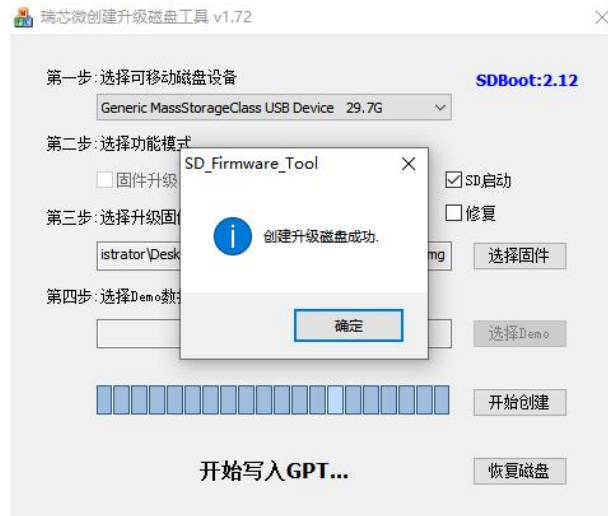 瑞芯微创建升级磁盘工具 v1.72
第一步:选择可移动磁盘设备
SDBoot:2.12
Generic MassStorageClass USB Device 29.7G
第二步:选择功能模式
SD_Firmware_Tool
固件升级
SD启动
第三步:选择升级固
修复
创建升级磁盘成功.
istrator\Desk
mg
选择固件
第四步:选择Demo数
确定
选择Demo
开始创建
开始写入GPT...
恢复磁盘